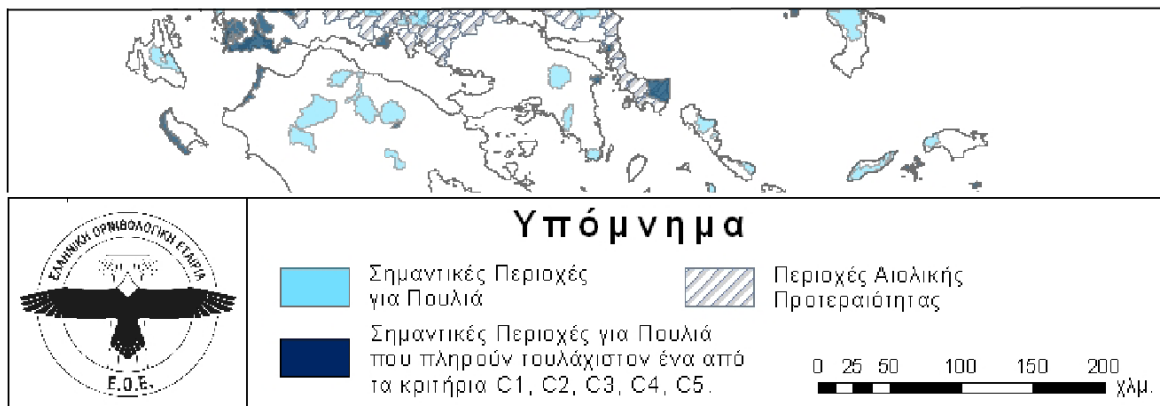 Υπόμνημα
ΕΛΛΗΝΙΚΗ ΟΡΝΙΘΟΛΟΓΙΚΗ ΕΤΑΙΡΙΑ
Ε.Ο.Ε.
Σημαντικές Περιοχές
για Πουλιά
Σημαντικές Περιοχές για Πουλιά
που πληρούν τουλάχιστον ένα από
τα κριτήρια C1, C2, C3, C4, C5.
Περιοχές Αιολικής
Προτεραιότητας
0 25 50 100 150 200
χλμ.